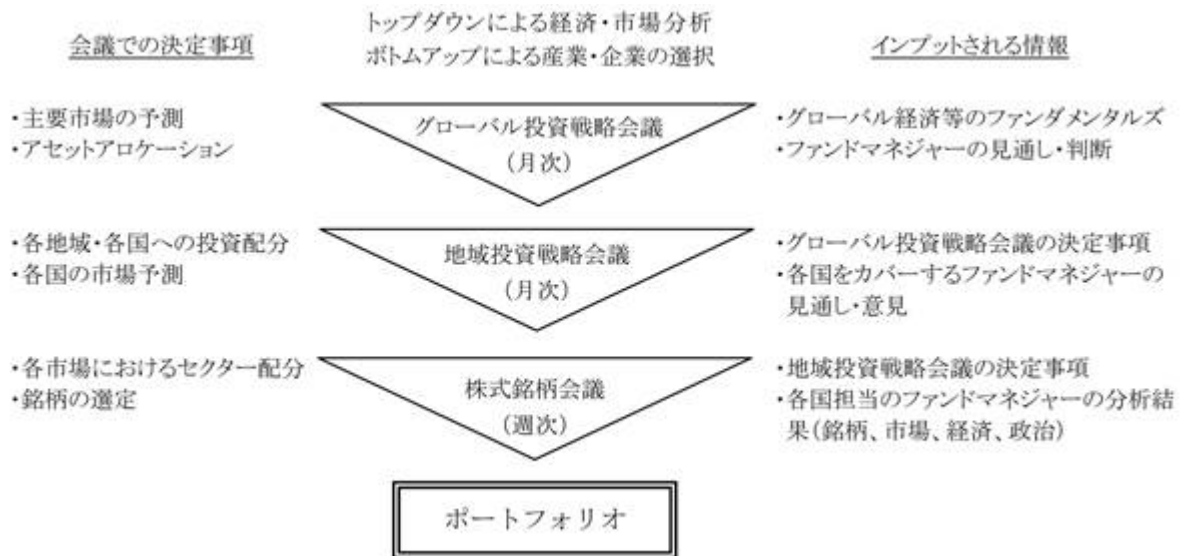 トップダウンによる経済・市場分析
ボトムアップによる産業・企業の選択
会議での決定事項
インプットされる情報
・主要市場の予測
・アセットアロケーション
グローバル投資戦略会議
(月次)
・グローバル経済等のファンダメンタルズ
・ファンドマネジャーの見通し・判断
・各地域・各国への投資配分
・各国の市場予測
地域投資戦略会議
(月次)
・グローバル投資戦略会議の決定事項
・各国をカバーするファンドマネジャーの
見通し・意見
・各市場におけるセクター配分
・銘柄の選定
株式銘柄会議
(週次)
・地域投資戦略会議の決定事項
・各国担当のファンドマネジャーの分析結
果(銘柄、市場、経済、政治)
ポートフォリオ